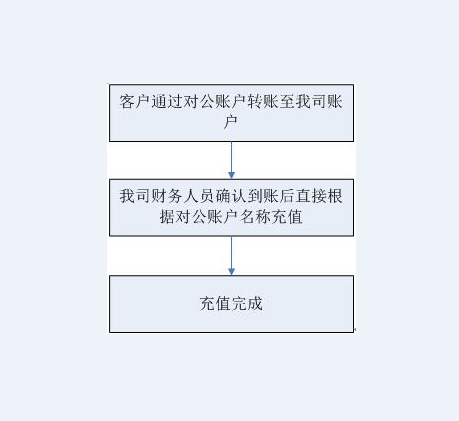 客户通过对公账户转账至我司账
户
我司财务人员确认到账后直接根
据对公账户名称充值
充值完成